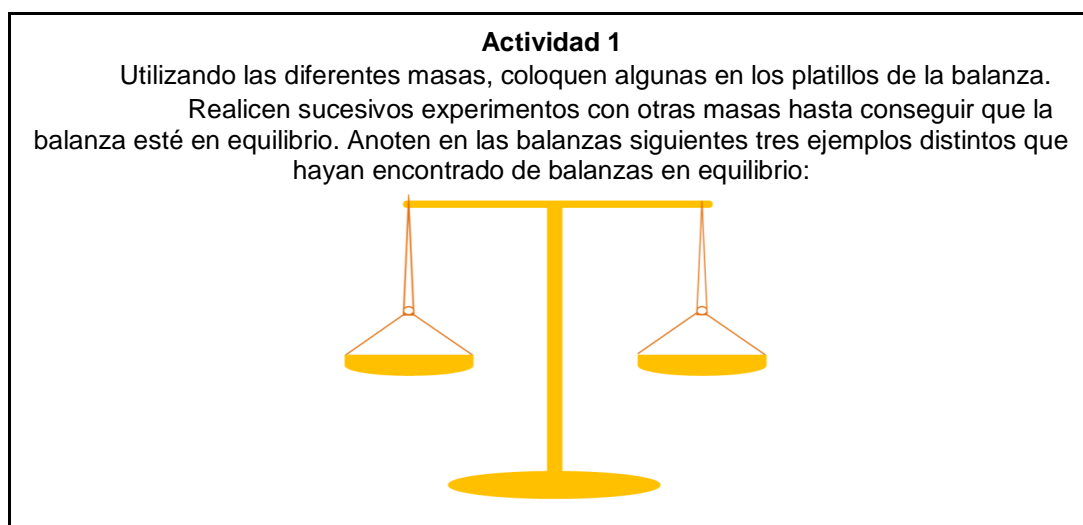 Actividad 1
Utilizando las diferentes masas, coloquen algunas en los platillos de la balanza.
Realicen sucesivos experimentos con otras masas hasta conseguir que la
balanza esté en equilibrio. Anoten en las balanzas siguientes tres ejemplos distintos que
hayan encontrado de balanzas en equilibrio: